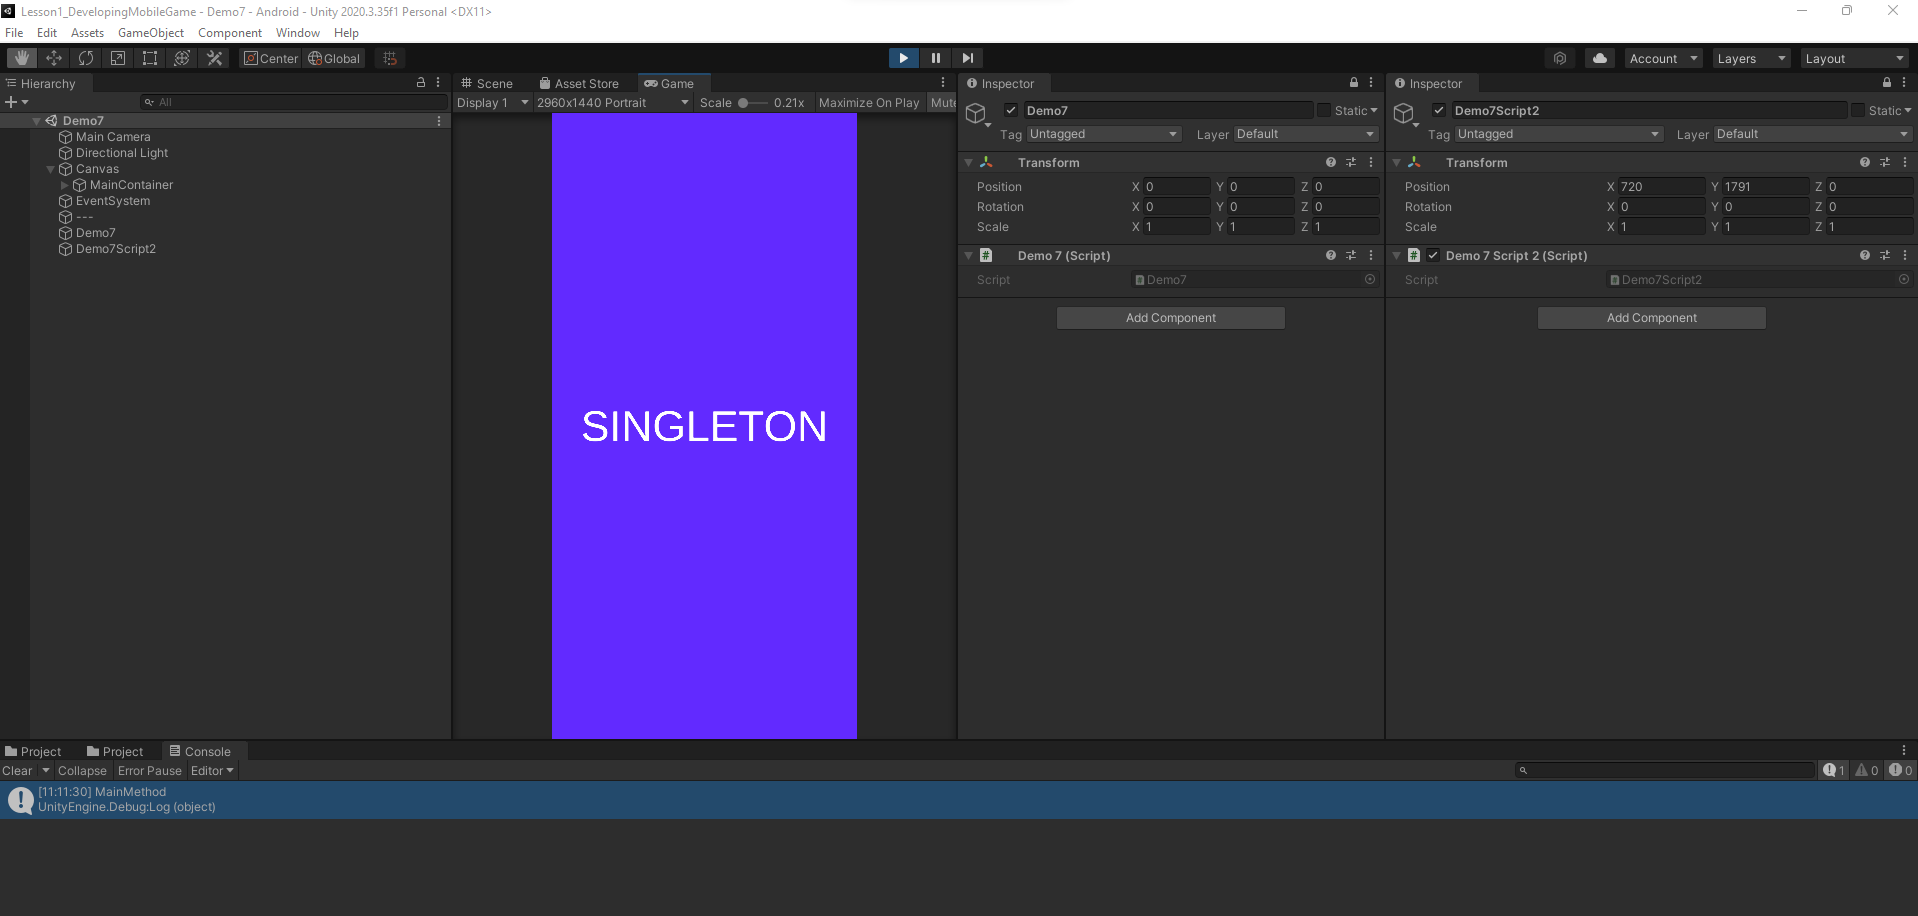 Lesson1_DevelopingMobileGame - Demo7 - Android - Unity 2020.3.35f1 Personal <DX11>
File Edit Assets GameObject Component Window Help
Center Global Account Layers Layout
Hierarchy
All
Demo7
Main Camera
Directional Light
Canvas
MainContainer
EventSystem
---
Demo7
Demo7Script2
Scene Asset Store Game
Display 1 2960x1440 Portrait Scale 0.21x Maximize On Play Mute
SINGLETON
Inspector
Demo7 Static
Tag Untagged Layer Default
Transform
Position X 0 Y 0 Z 0
Rotation X 0 Y 0 Z 0
Scale X 1 Y 1 Z 1
# Demo 7 (Script)
Script # Demo7
Add Component
Inspector
Demo7Script2 Static
Tag Untagged Layer Default
Transform
Position X 720 Y 1791 Z 0
Rotation X 0 Y 0 Z 0
Scale X 1 Y 1 Z 1
# Demo 7 Script 2 (Script)
Script # Demo7Script2
Add Component
Project Project Console
Clear Collapse Error Pause Editor 1 0 0
[11:11:30] MainMethod
UnityEngine.Debug:Log (object)